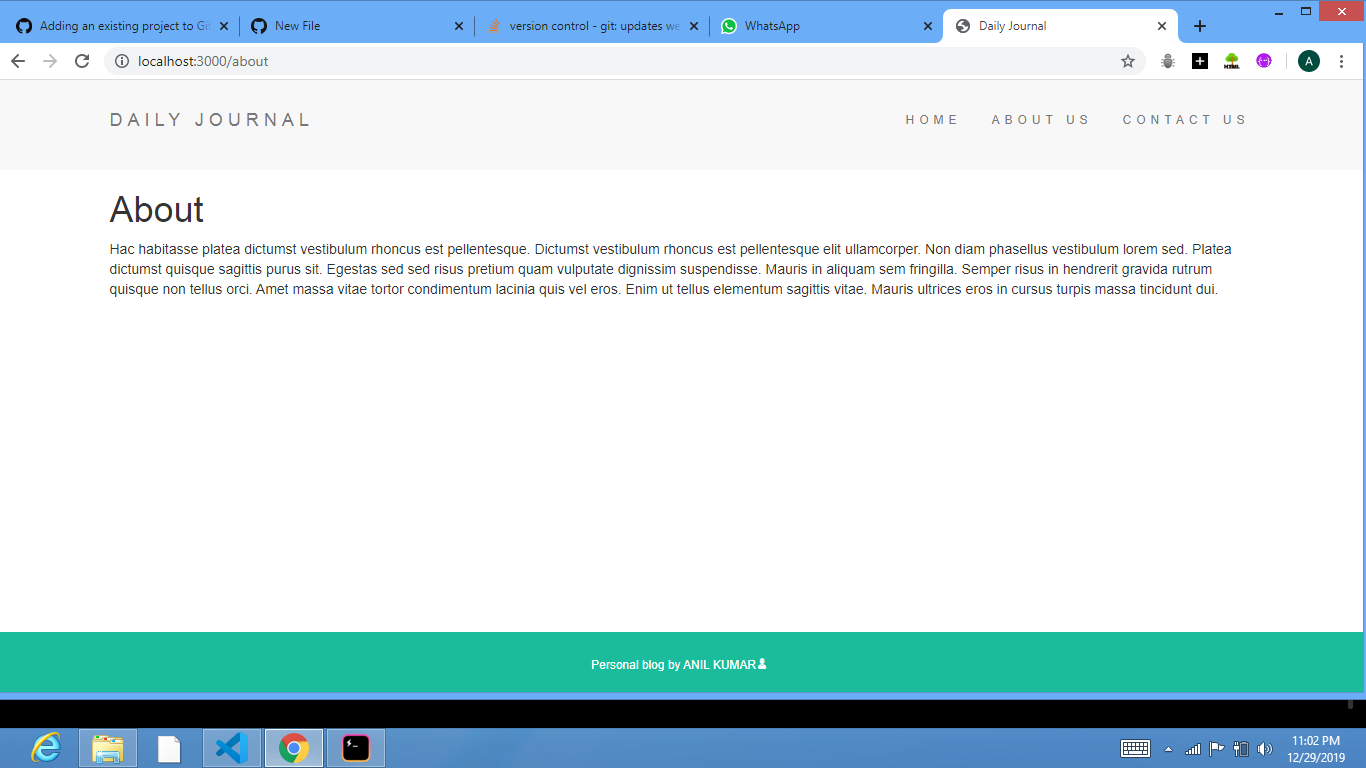 Adding an existing project to Git
New File
version control - git: updates we
WhatsApp
Daily Journal
localhost:3000/about
A
DAILY JOURNAL
HOME
ABOUT US
CONTACT US
About
Hac habitasse platea dictumst vestibulum rhoncus est pellentesque. Dictumst vestibulum rhoncus est pellentesque elit ullamcorper. Non diam phasellus vestibulum lorem sed. Platea
dictumst quisque sagittis purus sit. Egestas sed sed risus pretium quam vulputate dignissim suspendisse. Mauris in aliquam sem fringilla. Semper risus in hendrerit gravida rutrum
quisque non tellus orci. Amet massa vitae tortor condimentum lacinia quis vel eros. Enim ut tellus elementum sagittis vitae. Mauris ultrices eros in cursus turpis massa tincidunt dui.
Personal blog by ANIL KUMAR
11:02 PM
12/29/2019